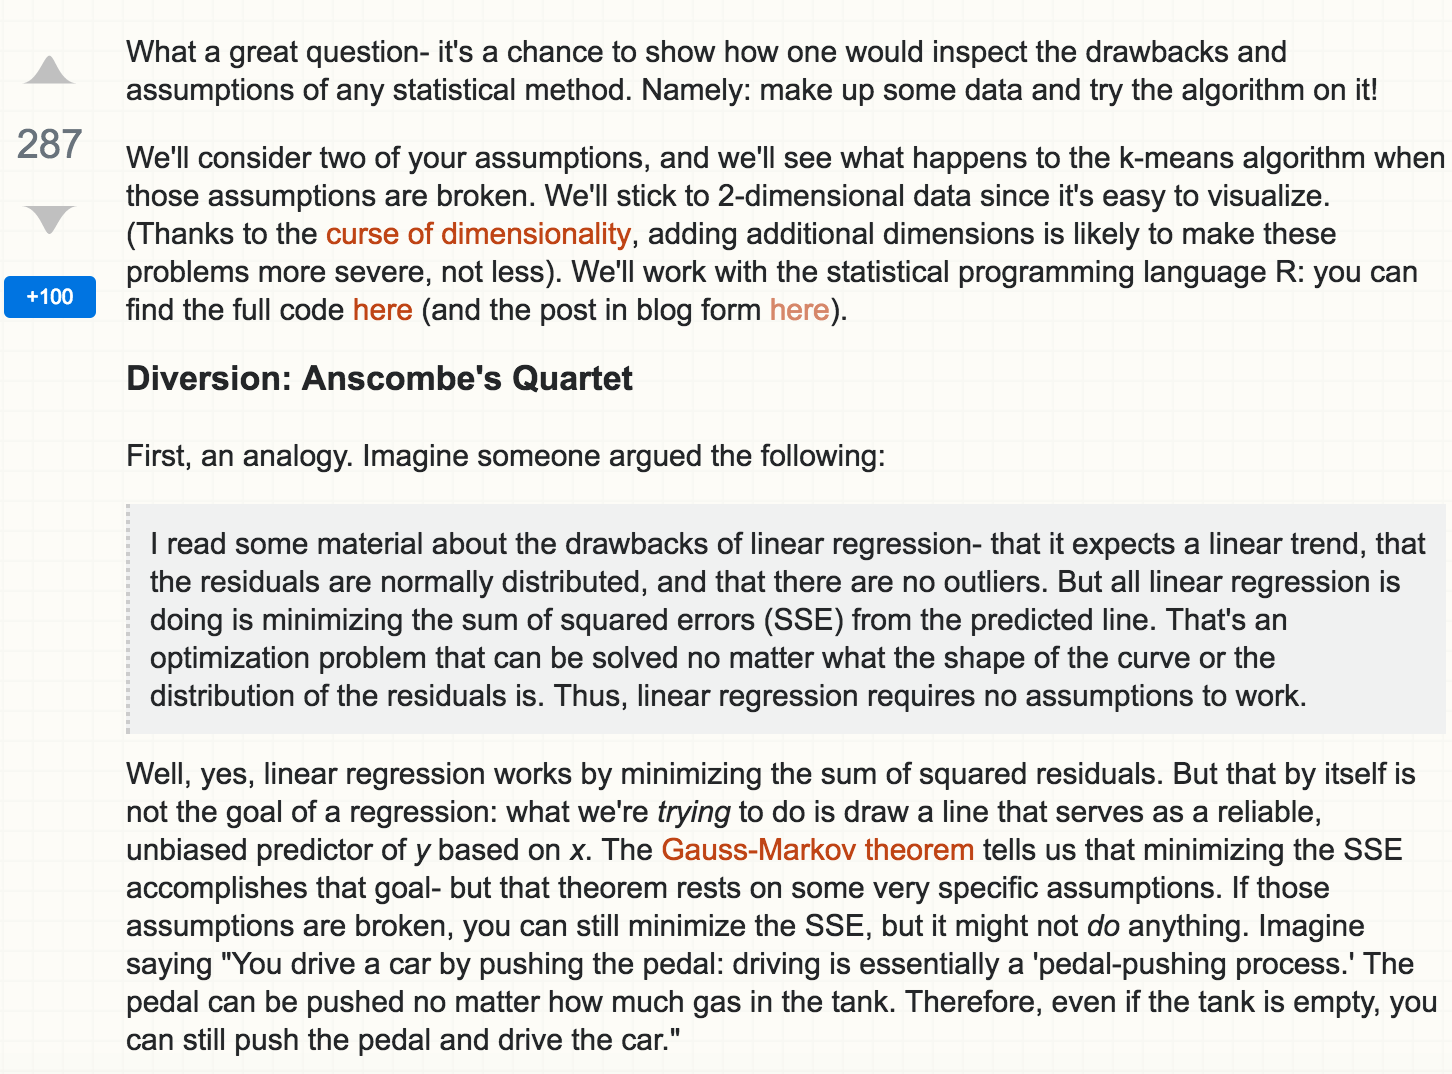 What a great question- it's a chance to show how one would inspect the drawbacks and
assumptions of any statistical method. Namely: make up some data and try the algorithm on it!
287
We'll consider two of your assumptions, and we'll see what happens to the k-means algorithm when
those assumptions are broken. We'll stick to 2-dimensional data since it's easy to visualize.
(Thanks to the curse of dimensionality, adding additional dimensions is likely to make these
problems more severe, not less). We'll work with the statistical programming language R: you can
+100
find the full code here (and the post in blog form here).
Diversion: Anscombe's Quartet
First, an analogy. Imagine someone argued the following:
I read some material about the drawbacks of linear regression- that it expects a linear trend, that
the residuals are normally distributed, and that there are no outliers. But all linear regression is
doing is minimizing the sum of squared errors (SSE) from the predicted line. That's an
optimization problem that can be solved no matter what the shape of the curve or the
distribution of the residuals is. Thus, linear regression requires no assumptions to work.
Well, yes, linear regression works by minimizing the sum of squared residuals. But that by itself is
not the goal of a regression: what we're trying to do is draw a line that serves as a reliable,
unbiased predictor of y based on x. The Gauss-Markov theorem tells us that minimizing the SSE
accomplishes that goal- but that theorem rests on some very specific assumptions. If those
assumptions are broken, you can still minimize the SSE, but it might not do anything. Imagine
saying "You drive a car by pushing the pedal: driving is essentially a 'pedal-pushing process.' The
pedal can be pushed no matter how much gas in the tank. Therefore, even if the tank is empty, you
can still push the pedal and drive the car."